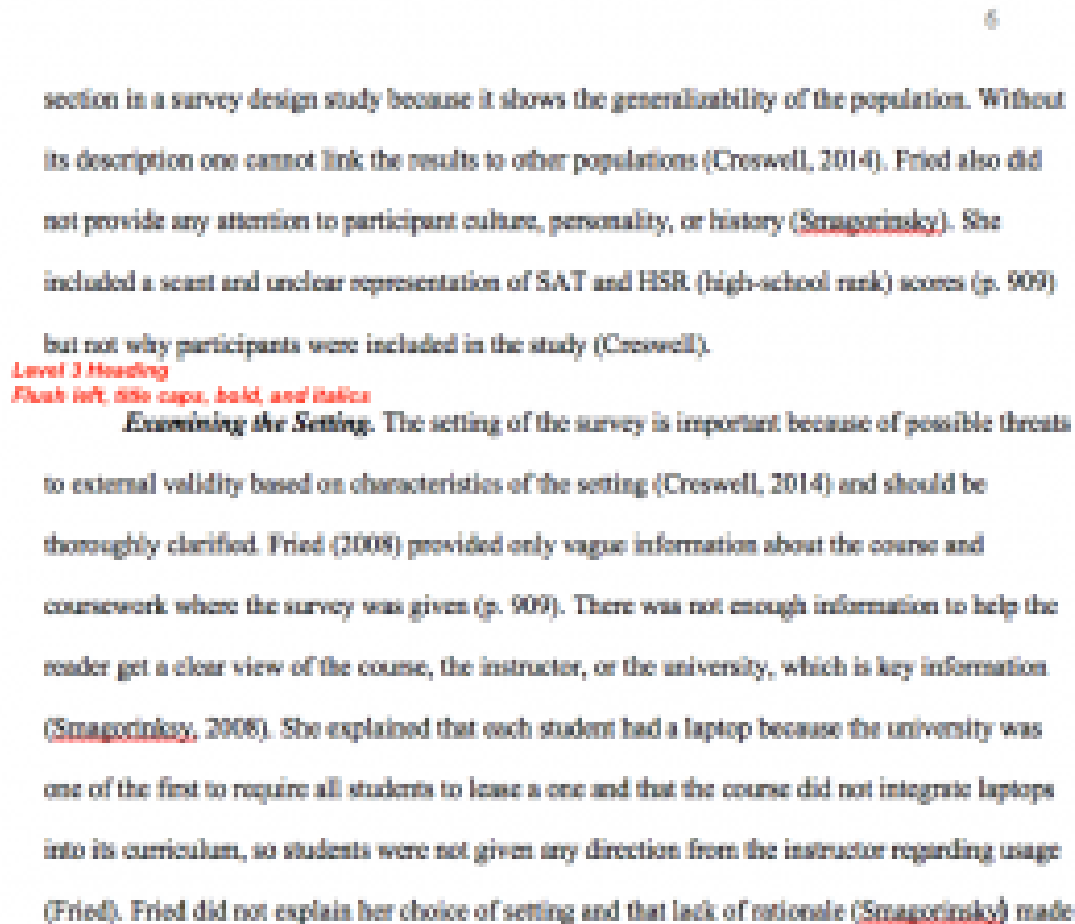 6
section in a survey design study because it shows the generalizability of the population. Without
its description one cannot link the results to other populations (Creswell, 2014). Fried also did
not provide any attention to participant culture, personality, or history (Smagorinsky). She
included a scant and unclear representation of SAT and HSR (high-school rank) scores (p. 909)
but not why participants were included in the study (Creswell).
Level 3 Heading
Flush left, title caps, bold, and italics
Examining the Setting. The setting of the survey is important because of possible threats
to external validity based on characteristics of the setting (Creswell, 2014) and should be
thoroughly clarified. Fried (2008) provided only vague information about the course and
coursework where the survey was given (p. 909). There was not enough information to help the
reader get a clear view of the course, the instructor, or the university, which is key information
(Smagorinksy, 2008). She explained that each student had a laptop because the university was
one of the first to require all students to lease a one and that the course did not integrate laptops
into its curriculum, so students were not given any direction from the instructor regarding usage
(Fried). Fried did not explain her choice of setting and that lack of rationale (Smagorinsky) made